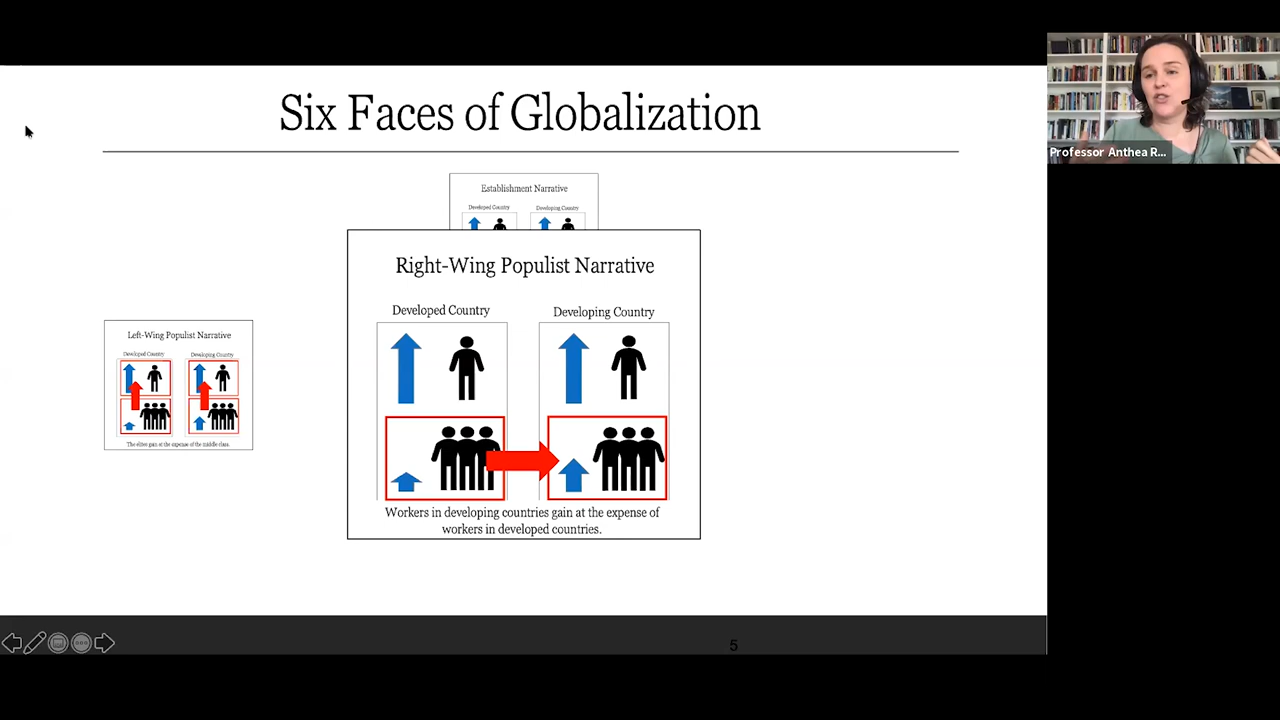 Six Faces of Globalization
Professor Anthea R...
Establishment Narrative
Developed Country
Developing Country
Right-Wing Populist Narrative
Developed Country
Developing Country
Workers in developing countries gain at the expense of
workers in developed countries.
Left-Wing Populist Narrative
Developed Country
Developing Country
The elites gain at the expense of the middle class.
5